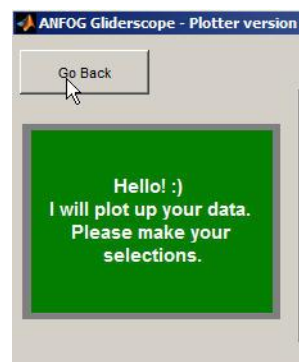 ANFOG Gliderscope - Plotter version
Go Back
Hello! :)
I will plot up your data.
Please make your
selections.